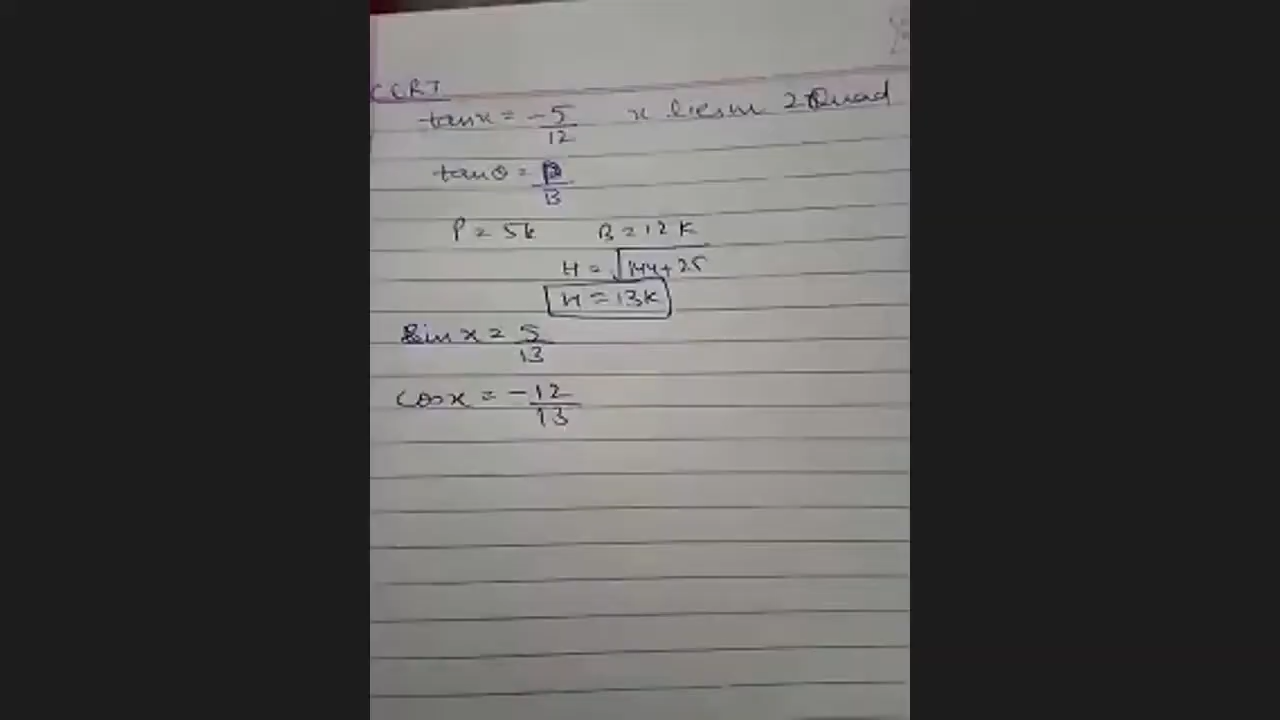 CERT
tan x = -5/12 x lies in 2 Quad
tan θ = P/B
P = 5k B = 12 K
H = √144+25
H = 13K
sin x = 5/13
cos x = -12/13